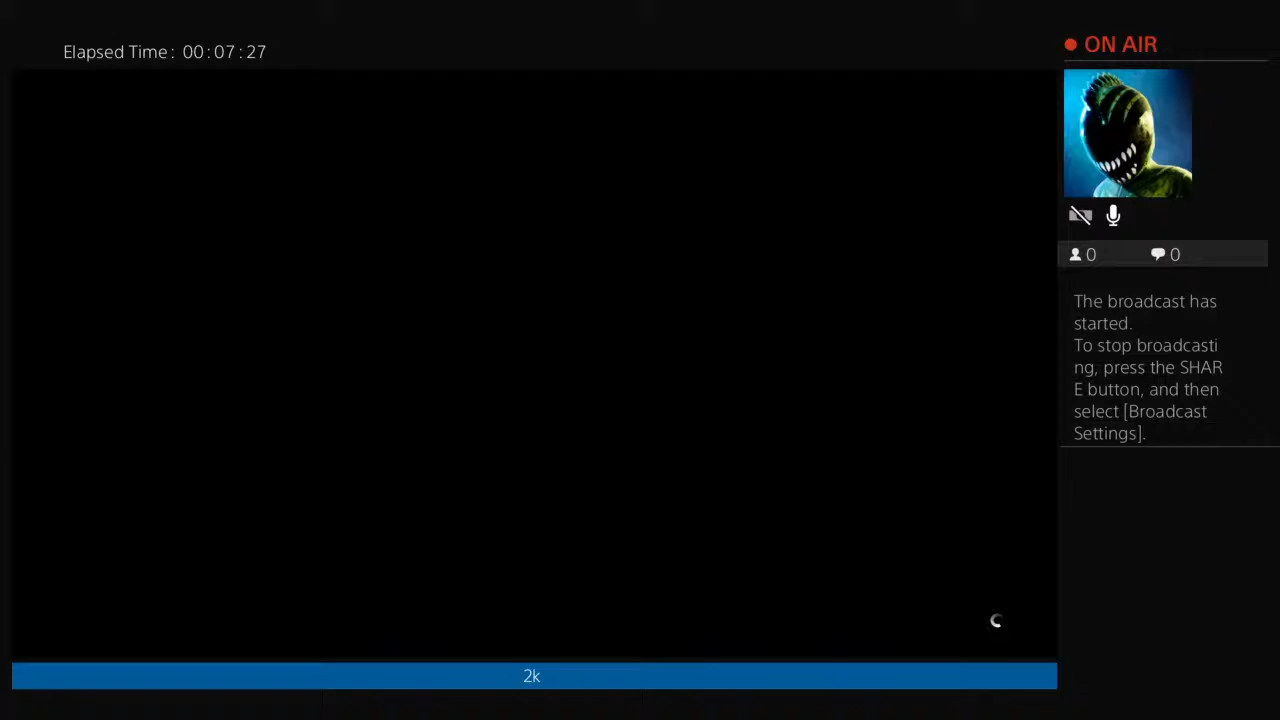 Elapsed Time: 00:07:27
ON AIR
0 0
The broadcast has
started.
To stop broadcasti
ng, press the SHAR
E button, and then
select [Broadcast
Settings].
2k